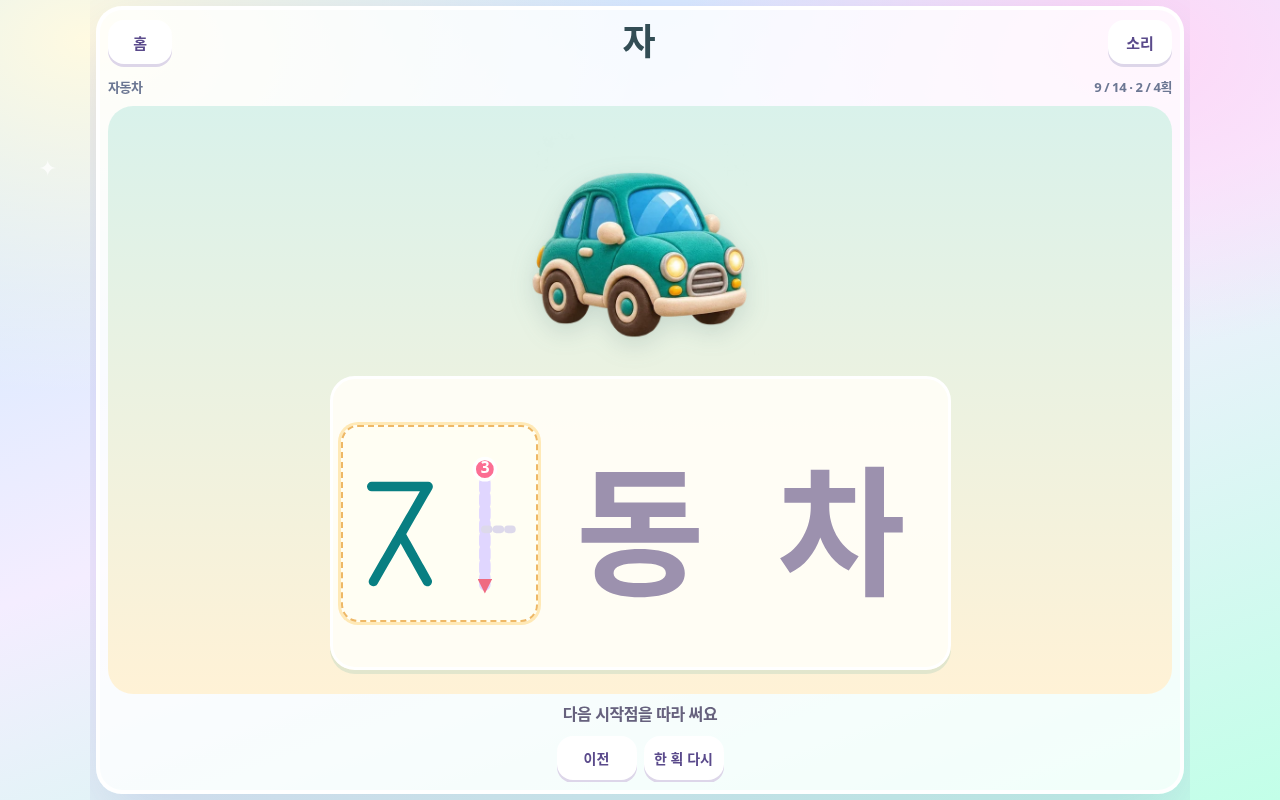 홈
자
소리
자동차
9 / 14 · 2 / 4획
3
자 동 차
다음 시작점을 따라 써요
이전
한 획 다시